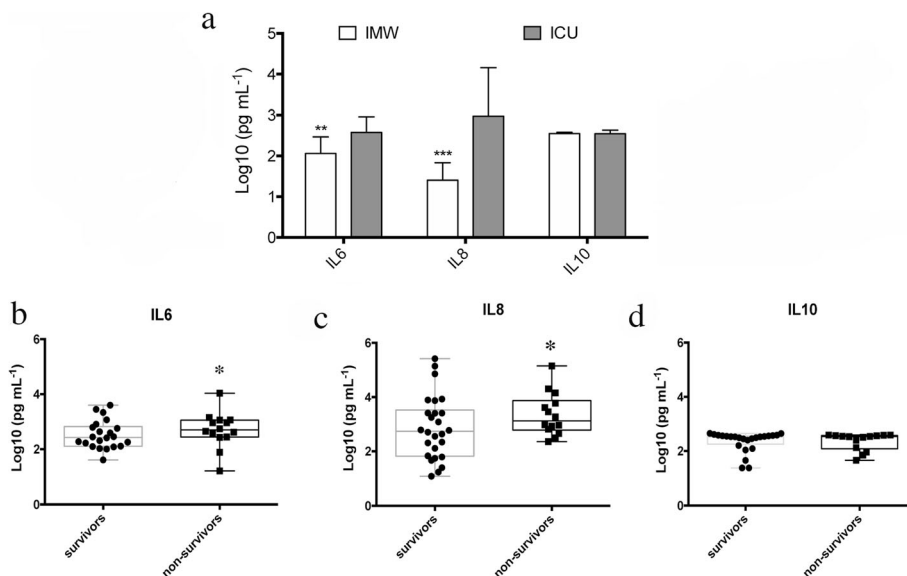 a
IMW ICU
Log10 (pg mL-1)
5
4
3
2
1
0
**
***
IL6 IL8 IL10
b
IL6
Log10 (pg mL-1)
6
4
2
0
*
survivors non-survivors
c
IL8
Log10 (pg mL-1)
6
4
2
0
*
survivors non-survivors
d
IL10
Log10 (pg mL-1)
6
4
2
0
survivors non-survivors